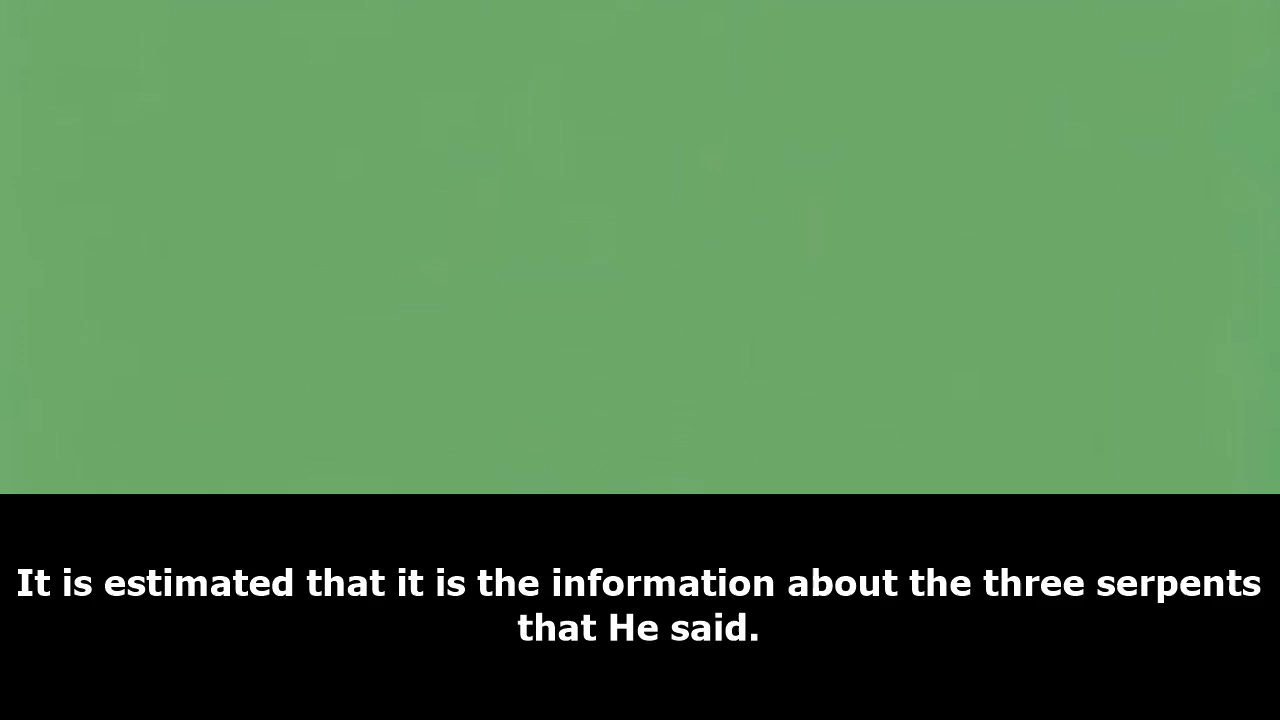 It is estimated that it is the information about the three serpents
that He said.